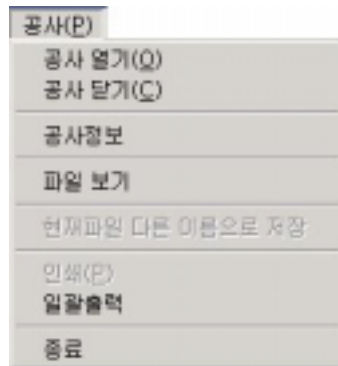 공사(P)
공사 열기(O)
공사 닫기(C)
공사정보
파일 보기
현재파일 다른 이름으로 저장
인쇄(P)
일괄출력
종료